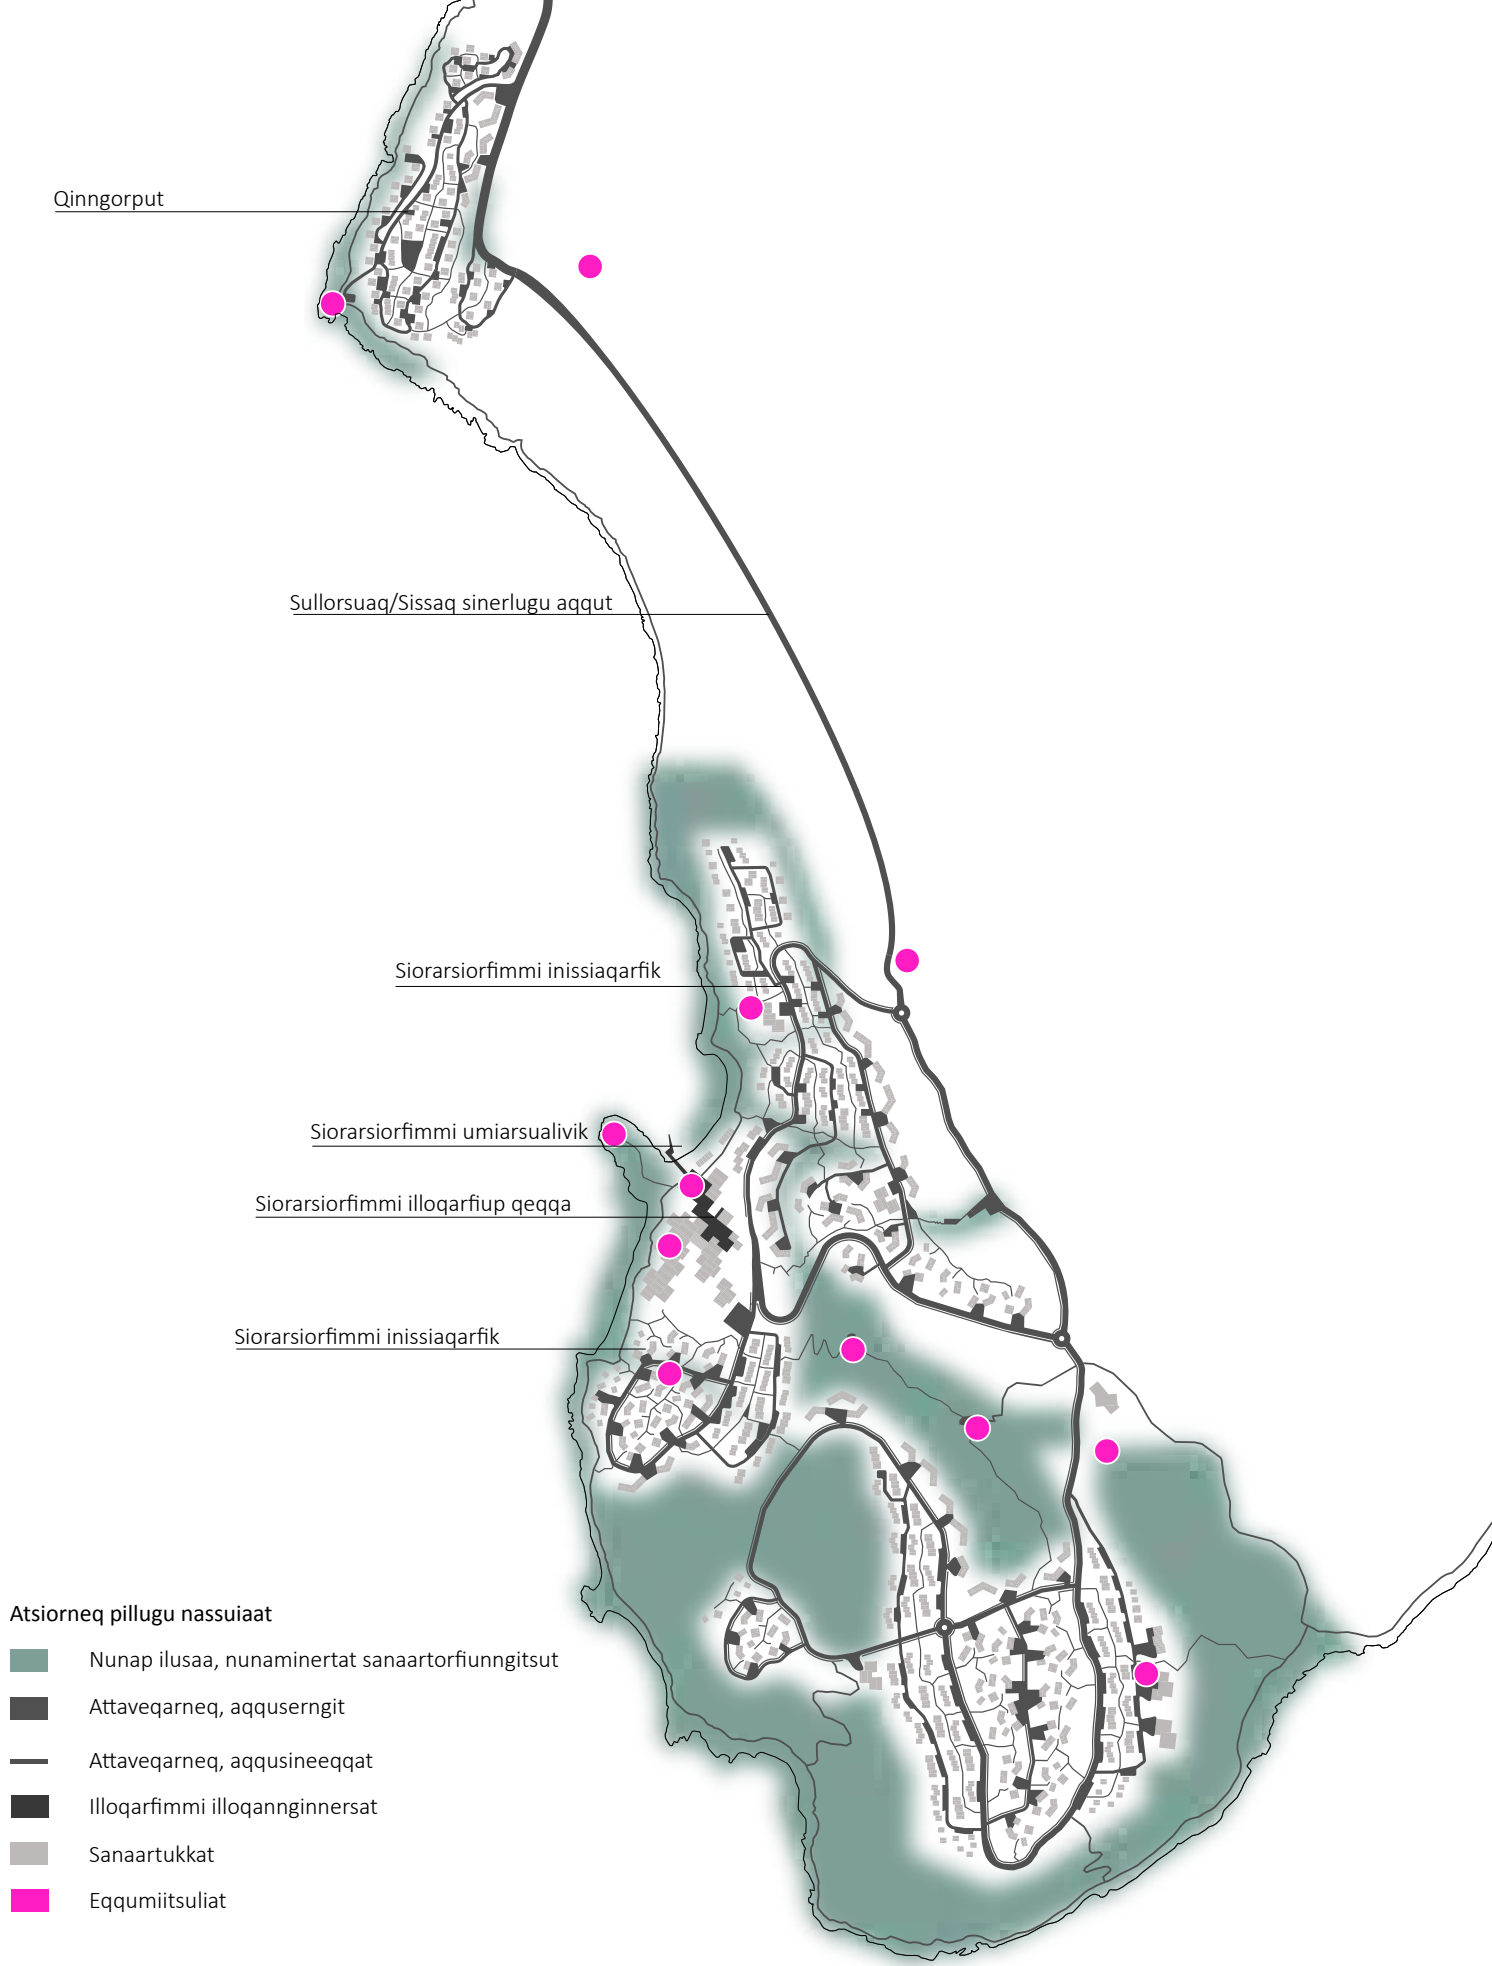 Qinngorput
Sullorsuaq/Sissaq sinerlugu aqqut
Siorarsiorfimmi inissiaqarfik
Siorarsiorfimmi umiarsualivik
Siorarsiorfimmi illoqarfiup qeqqa
Siorarsiorfimmi inissiaqarfik
Atsiorneq pillugu nassuiaat
Nunap ilusaa, nunaminertat sanaartorfiunngitsut
Attaveqarneq, aqquserngit
Attaveqarneq, aqqusineeqqat
Illoqarfimmi illoqannginnersat
Sanaartukkat
Eqqumiitsuliat